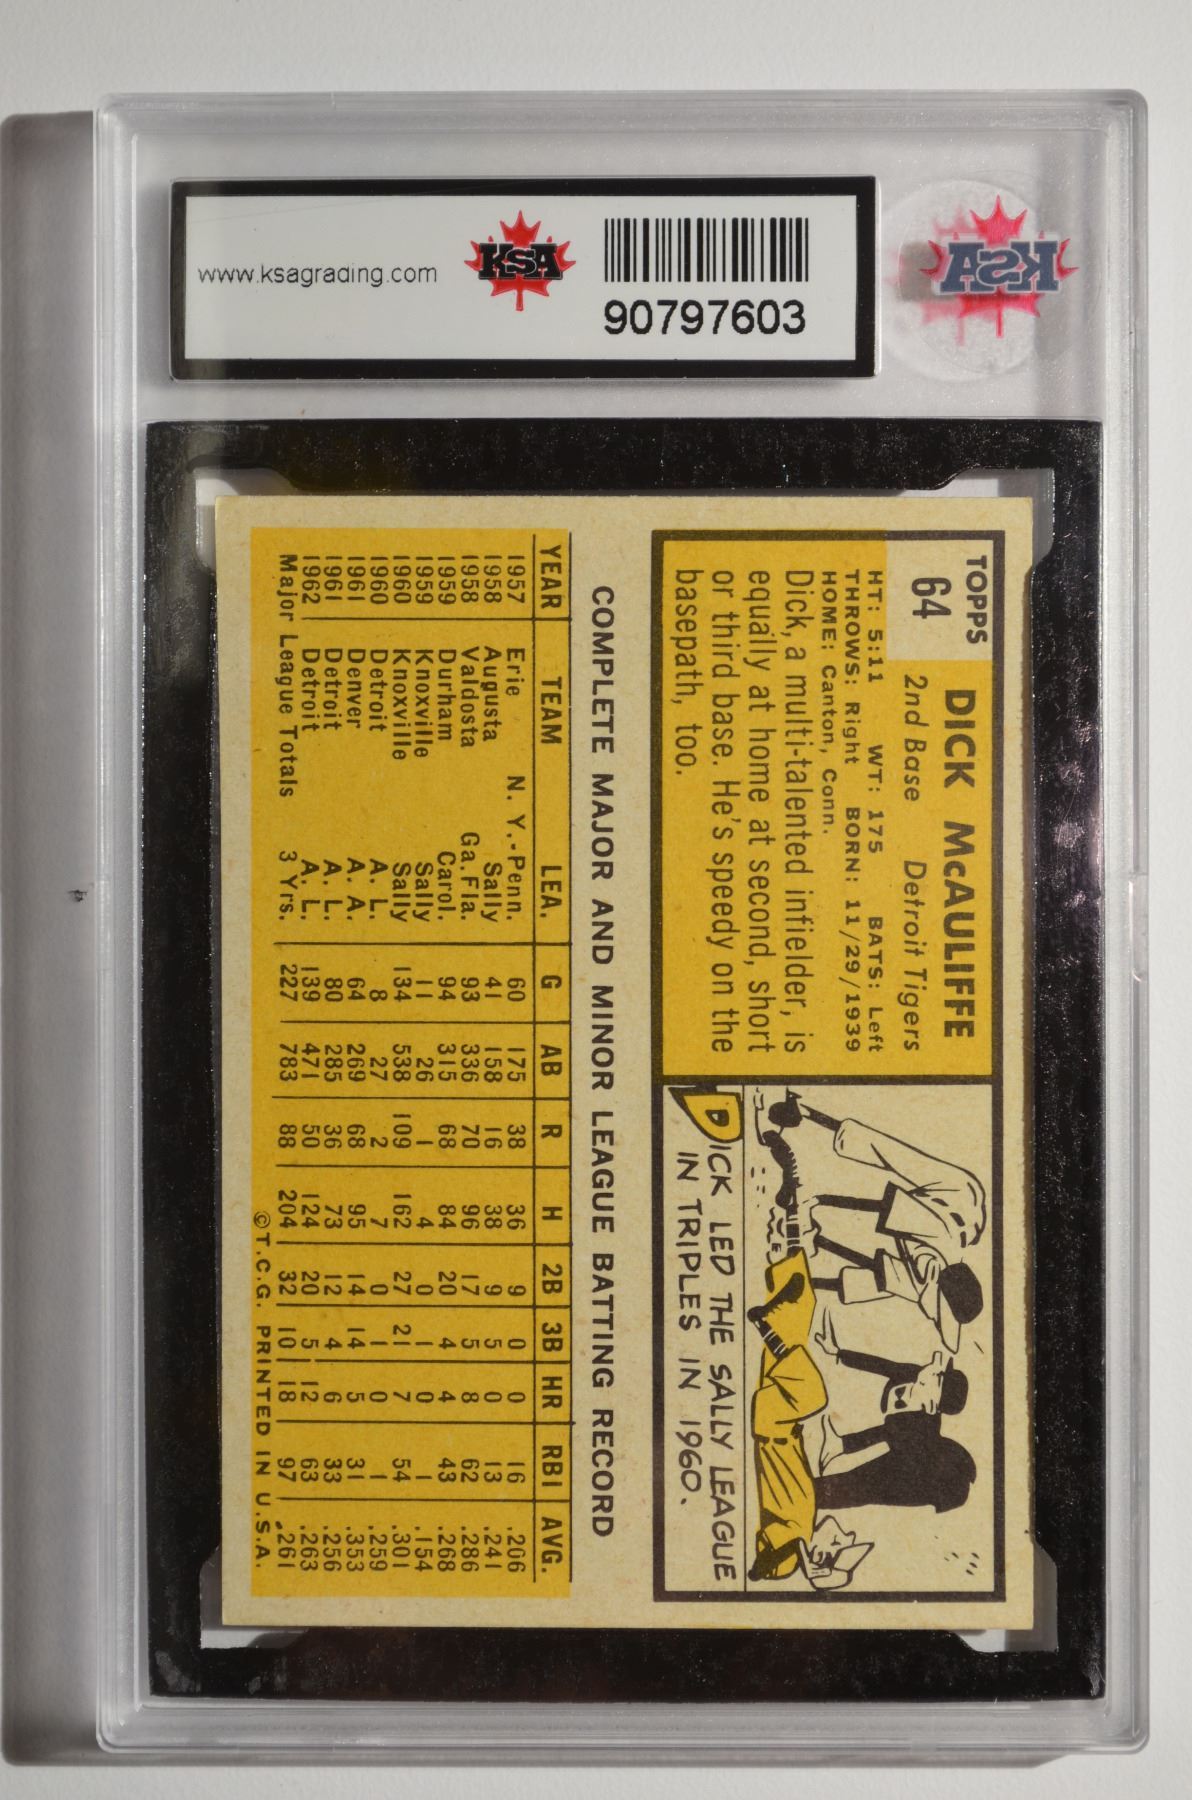 www.ksagrading.com
KSA
90797603
KSA
TOPPS
64
DICK McAULIFFE
2nd Base Detroit Tigers
HT: 5:11 WT: 175 BATS: Left
THROWS: Right BORN: 11/29/1939
HOME: Canton, Conn.
Dick, a multi-talented infielder, is
equally at home at second, short
or third base. He's speedy on the
basepath, too.
DICK LED THE SALLY LEAGUE
IN TRIPLES IN 1960.
COMPLETE MAJOR AND MINOR LEAGUE BATTING RECORD
YEAR TEAM LEA. G AB R H 2B 3B HR RBI AVG.
1957 Erie N. Y.-Penn. 60 175 38 36 9 0 0 16 .206
1958 Augusta Sally 41 158 16 38 9 5 0 13 .241
1958 Valdosta Ga.Fla. 93 336 70 96 17 5 8 62 .286
1959 Durham Carol. 94 315 68 84 20 4 4 43 .268
1959 Knoxville Sally 11 26 1 4 0 1 0 1 .154
1960 Knoxville Sally 134 538 109 162 27 21 7 54 .301
1960 Detroit A. L. 8 27 2 7 0 1 0 1 .259
1961 Denver A. A. 64 269 68 95 14 14 5 31 .353
1961 Detroit A. L. 80 285 36 73 12 4 6 33 .256
1962 Detroit A. L. 139 471 50 124 20 5 12 63 .263
Major League Totals 3 Yrs. 227 783 88 204 32 10 18 97 .261
©T.C.G. PRINTED IN U.S.A.